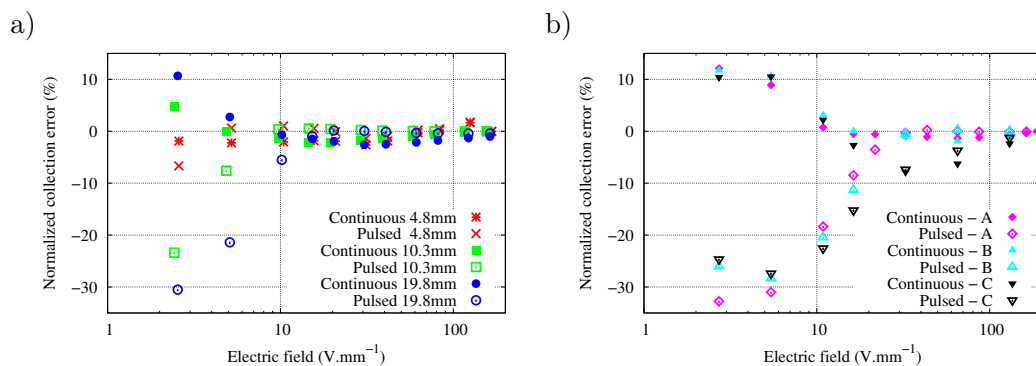 a)
Normalized collection error (%)
10
0
−10
−20
−30
1
10
100
Electric field (V.mm⁻¹)
Continuous 4.8mm
Pulsed 4.8mm
Continuous 10.3mm
Pulsed 10.3mm
Continuous 19.8mm
Pulsed 19.8mm
b)
Normalized collection error (%)
10
0
−10
−20
−30
1
10
100
Electric field (V.mm⁻¹)
Continuous − A
Pulsed − A
Continuous − B
Pulsed − B
Continuous − C
Pulsed − C